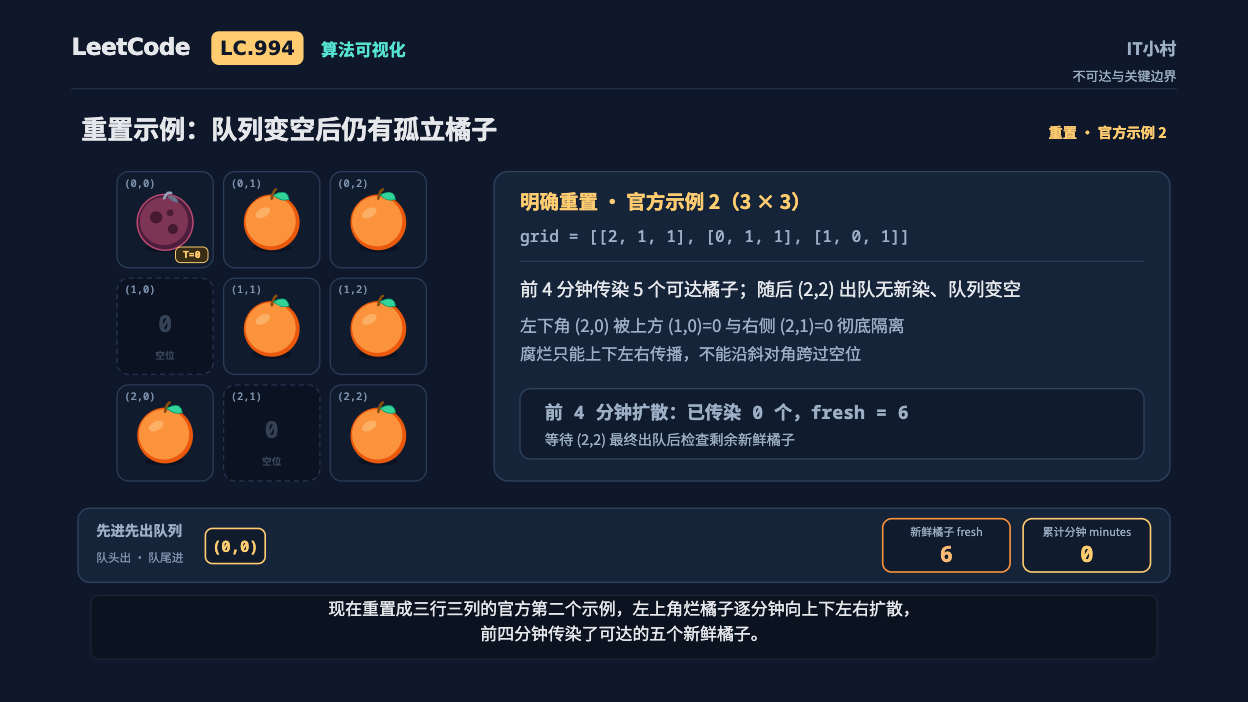 LeetCode LC.994 算法可视化
IT小村
不可达与关键边界
重置示例：队列变空后仍有孤立橘子
重置 · 官方示例 2
(0,0) (0,1) (0,2)
T=0
(1,0) (1,1) (1,2)
0
空位
(2,0) (2,1) (2,2)
0
空位
明确重置 · 官方示例 2（3 × 3）
grid = [[2, 1, 1], [0, 1, 1], [1, 0, 1]]
前 4 分钟传染 5 个可达橘子；随后 (2,2) 出队无新染、队列变空
左下角 (2,0) 被上方 (1,0)=0 与右侧 (2,1)=0 彻底隔离
腐烂只能上下左右传播，不能沿斜对角跨过空位
前 4 分钟扩散：已传染 0 个，fresh = 6
等待 (2,2) 最终出队后检查剩余新鲜橘子
先进先出队列
队头出 · 队尾进
(0,0)
新鲜橘子 fresh
6
累计分钟 minutes
0
现在重置成三行三列的官方第二个示例，左上角烂橘子逐分钟向上下左右扩散，
前四分钟传染了可达的五个新鲜橘子。